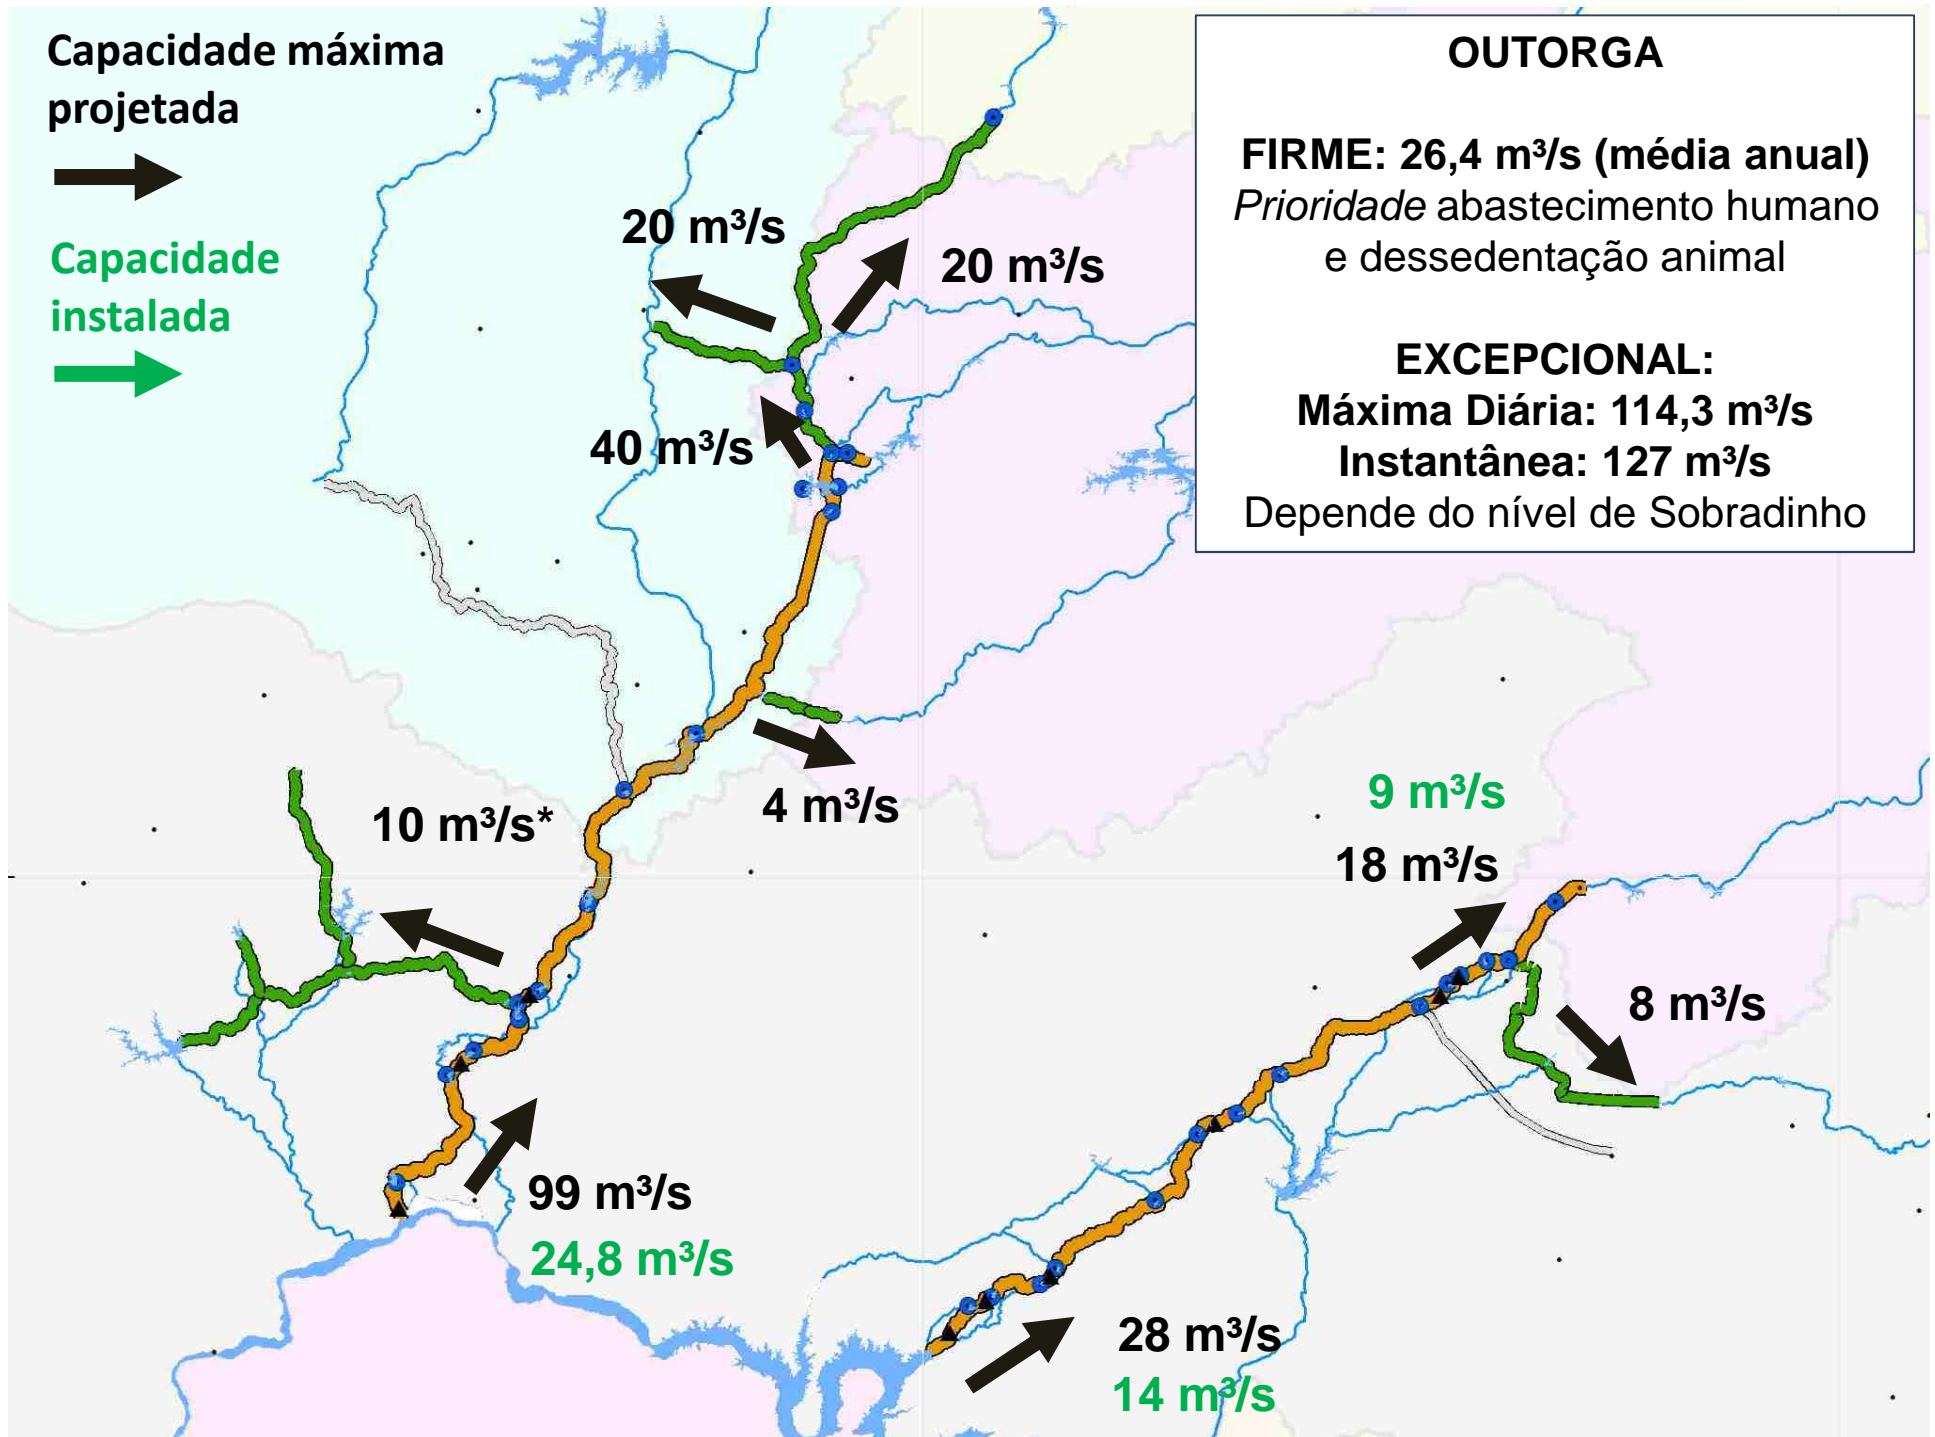 Capacidade máxima
projetada
Capacidade
instalada
OUTORGA
FIRME: 26,4 m³/s (média anual)
Prioridade abastecimento humano
e dessedentação animal
EXCEPCIONAL:
Máxima Diária: 114,3 m³/s
Instantânea: 127 m³/s
Depende do nível de Sobradinho
20 m³/s
20 m³/s
40 m³/s
4 m³/s
10 m³/s*
9 m³/s
18 m³/s
8 m³/s
99 m³/s
24,8 m³/s
28 m³/s
14 m³/s